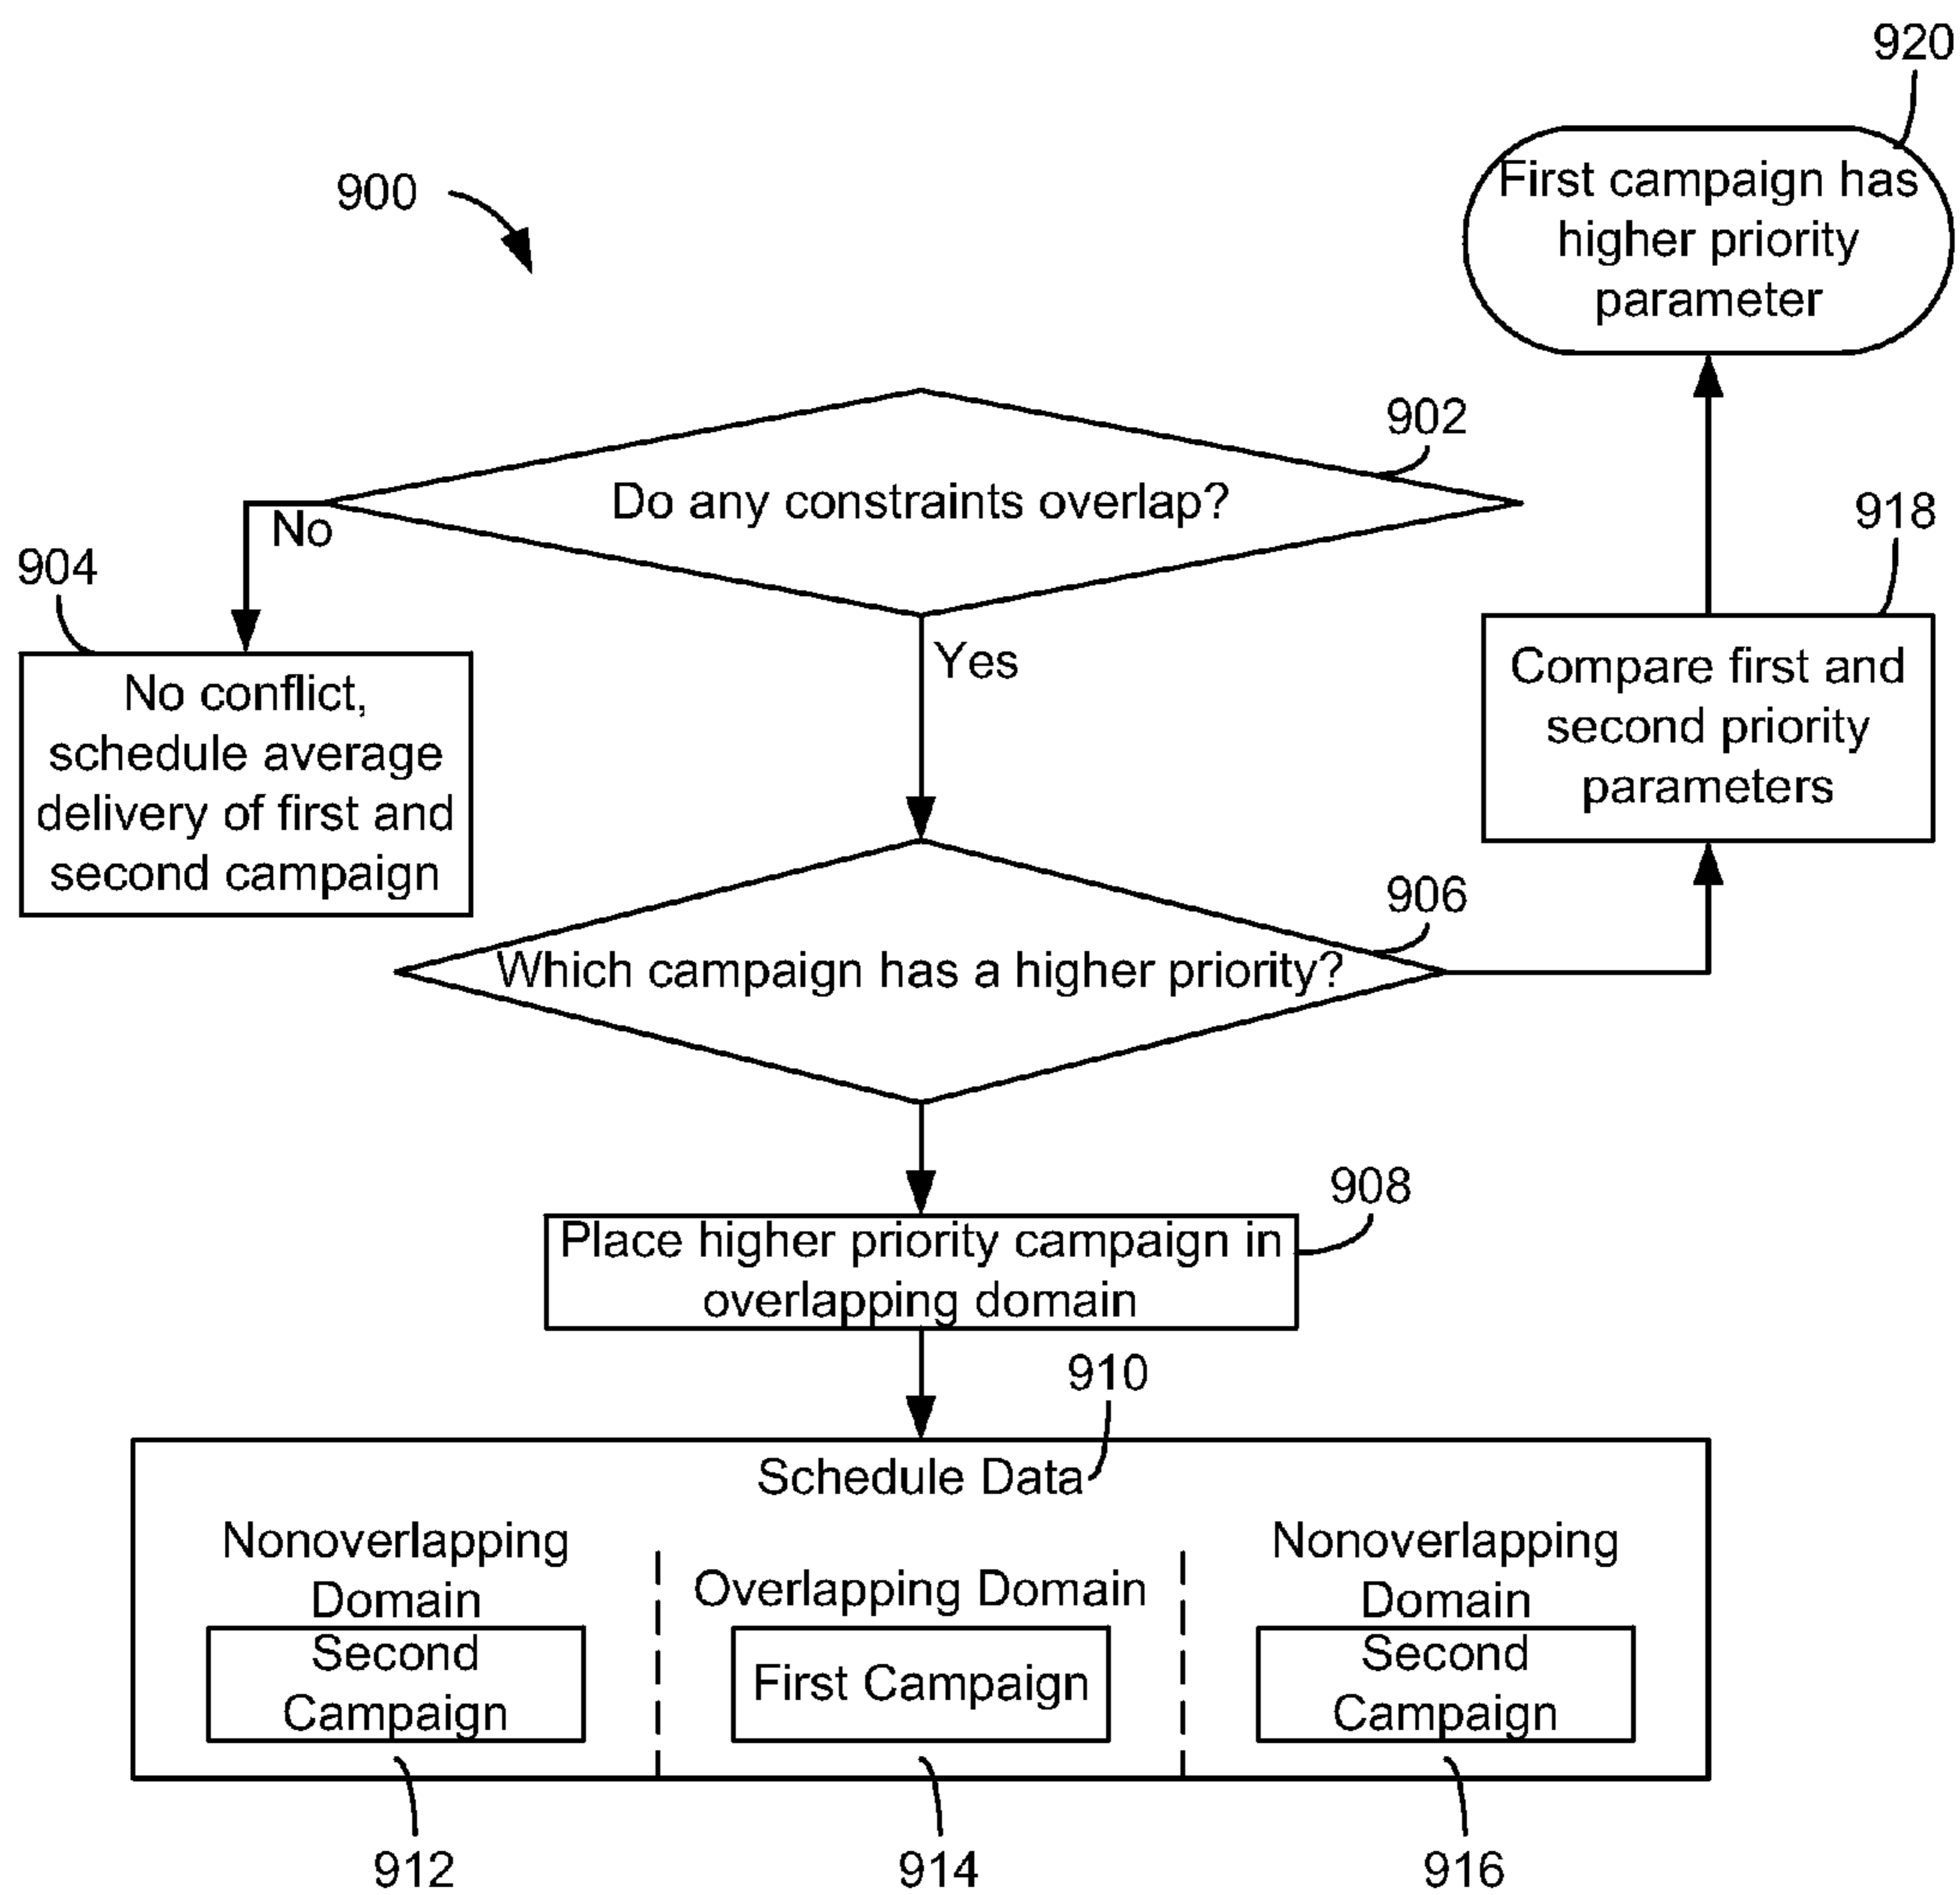 920
First campaign has
higher priority
parameter
900
902
Do any constraints overlap?
No
904
No conflict,
schedule average
delivery of first and
second campaign
Yes
918
Compare first and
second priority
parameters
906
Which campaign has a higher priority?
908
Place higher priority campaign in
overlapping domain
910
Schedule Data
Nonoverlapping
Domain
Second
Campaign
Overlapping Domain
First Campaign
Nonoverlapping
Domain
Second
Campaign
912
914
916